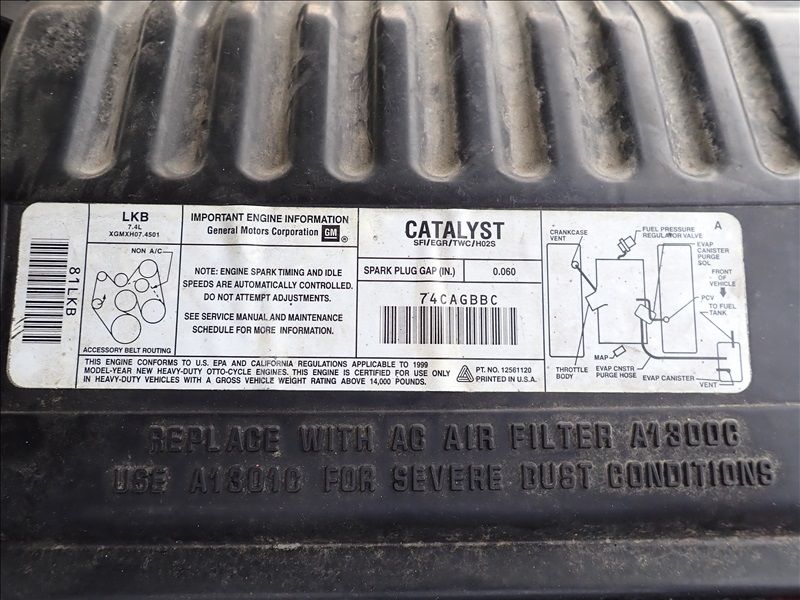 81LKB
LKB
7.4L
XGMXH07.4501
NON A/C
ACCESSORY BELT ROUTING
IMPORTANT ENGINE INFORMATION
General Motors Corporation GM ®
NOTE: ENGINE SPARK TIMING AND IDLE
SPEEDS ARE AUTOMATICALLY CONTROLLED.
DO NOT ATTEMPT ADJUSTMENTS.
SEE SERVICE MANUAL AND MAINTENANCE
SCHEDULE FOR MORE INFORMATION.
CATALYST
SFI/EGR/TWC/HO2S
SPARK PLUG GAP (IN.) 0.060
74CAGBBC
A
CRANKCASE
VENT
FUEL PRESSURE
REGULATOR VALVE
EVAP
CANISTER
PURGE
SOL
FRONT OF
VEHICLE
PCV
TO FUEL
TANK
MAP
THROTTLE
BODY
EVAP CNSTR
PURGE HOSE
EVAP CANISTER
VENT
THIS ENGINE CONFORMS TO U.S. EPA AND CALIFORNIA REGULATIONS APPLICABLE TO 1999
MODEL-YEAR NEW HEAVY-DUTY OTTO-CYCLE ENGINES. THIS ENGINE IS CERTIFIED FOR USE ONLY
IN HEAVY-DUTY VEHICLES WITH A GROSS VEHICLE WEIGHT RATING ABOVE 14,000 POUNDS.
PT. NO. 12561120
PRINTED IN U.S.A.
REPLACE WITH AC AIR FILTER A1300C
USE A1301C FOR SEVERE DUST CONDITIONS